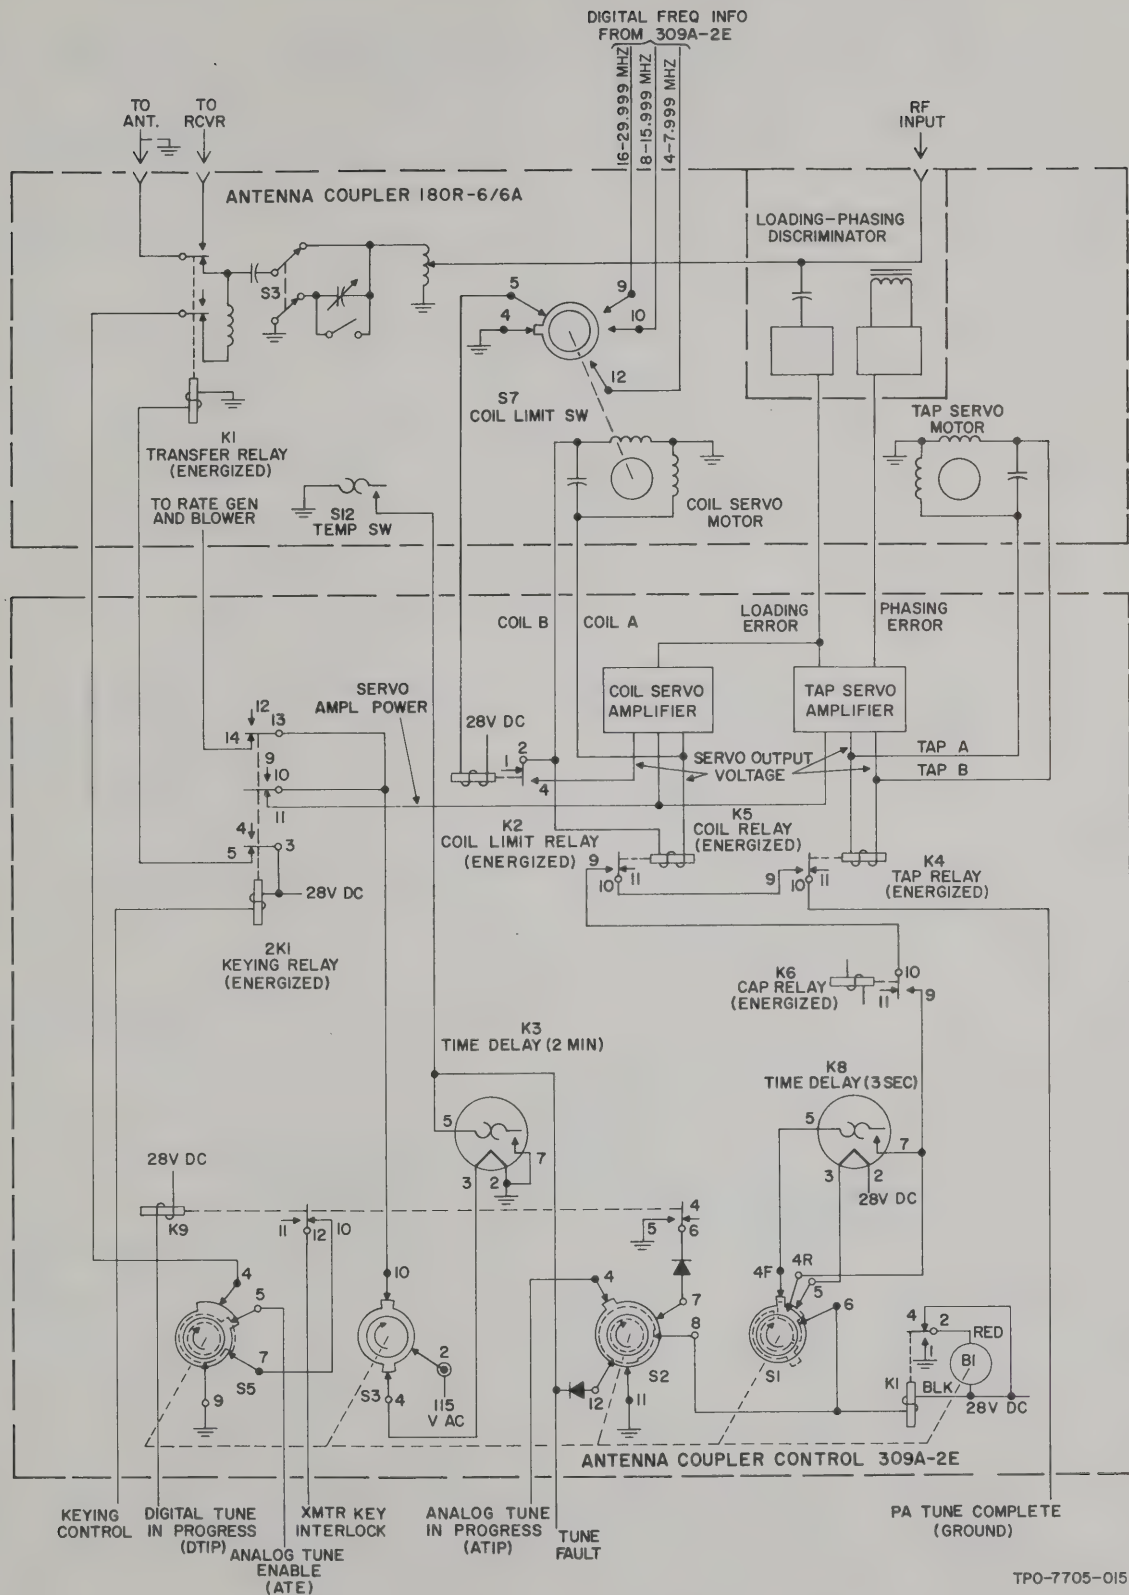 DIGITAL FREQ INFO
FROM 309A-2E
16-29.999 MHZ
18-15.999 MHZ
14-7.999 MHZ
TO
ANT.
TO
RCVR
RF
INPUT
ANTENNA COUPLER 180R-6/6A
LOADING-PHASING
DISCRIMINATOR
S3
5
4
9
10
12
S7
COIL LIMIT SW
TAP SERVO
MOTOR
K1
TRANSFER RELAY
(ENERGIZED)
TO RATE GEN
AND BLOWER
S12
TEMP SW
COIL SERVO
MOTOR
COIL B
COIL A
LOADING
ERROR
PHASING
ERROR
SERVO
AMPL POWER
COIL SERVO
AMPLIFIER
TAP SERVO
AMPLIFIER
12
13
14
9
10
11
4
5
3
28V DC
28V DC
1
2
4
SERVO OUTPUT
VOLTAGE
TAP A
TAP B
K2
COIL LIMIT RELAY
(ENERGIZED)
K5
COIL RELAY
(ENERGIZED)
9
10
11
9
10
11
K4
TAP RELAY
(ENERGIZED)
2K1
KEYING RELAY
(ENERGIZED)
K6
CAP RELAY
(ENERGIZED)
10
11
9
K3
TIME DELAY (2 MIN)
K8
TIME DELAY (3 SEC)
5
7
3
2
5
7
3
2
28V DC
28V DC
K9
11
12
10
4
5
6
4
5
7
9
S5
10
2
S3
4
115
V AC
4
7
8
12
11
S2
4F
4R
5
6
S1
4
2
1
RED
B1
K1
BLK
28V DC
ANTENNA COUPLER CONTROL 309A-2E
KEYING
CONTROL
DIGITAL TUNE
IN PROGRESS
(DTIP)
ANALOG TUNE
ENABLE
(ATE)
XMTR KEY
INTERLOCK
ANALOG TUNE
IN PROGRESS
(ATIP)
TUNE
FAULT
PA TUNE COMPLETE
(GROUND)
TPO-7705-015